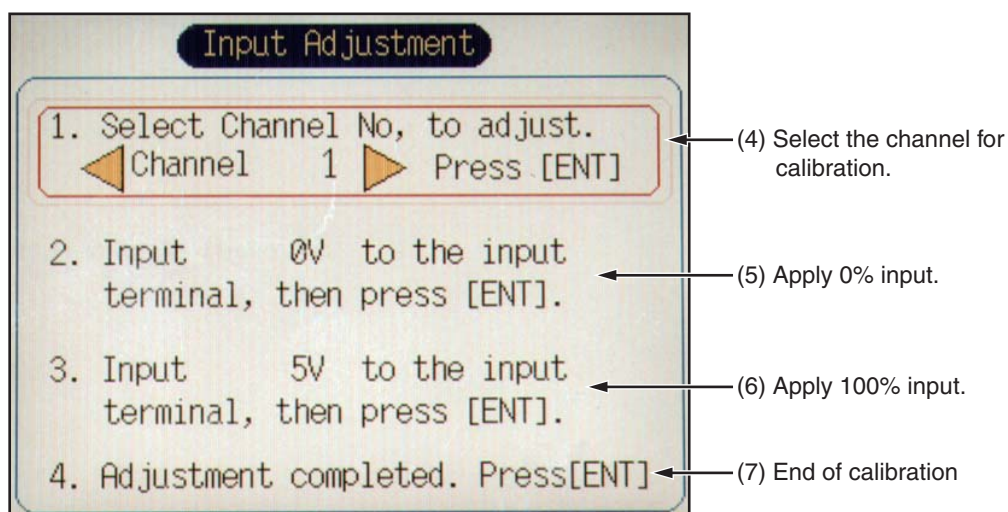 Input Adjustment
1. Select Channel No, to adjust.
Channel 1 Press [ENT]
2. Input 0V to the input
terminal, then press [ENT].
3. Input 5V to the input
terminal, then press [ENT].
4. Adjustment completed. Press[ENT]
(4) Select the channel for
calibration.
(5) Apply 0% input.
(6) Apply 100% input.
(7) End of calibration